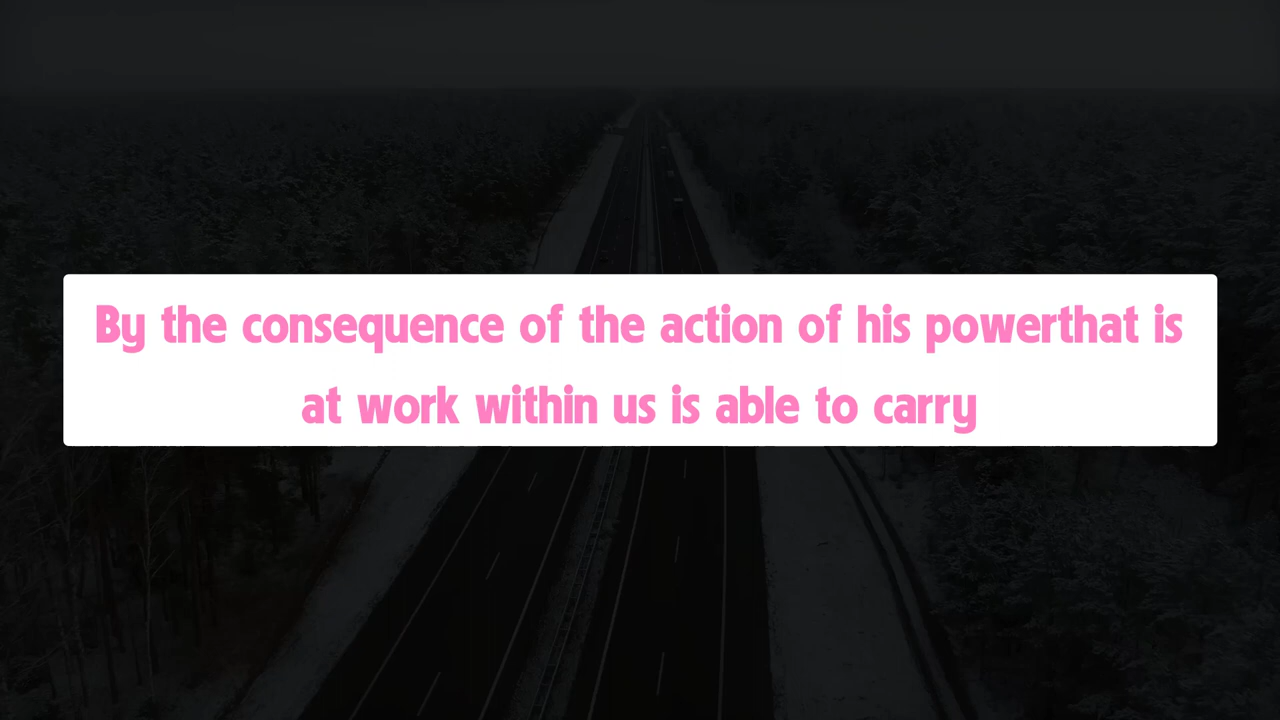 By the consequence of the action of his powerthat is
at work within us is able to carry